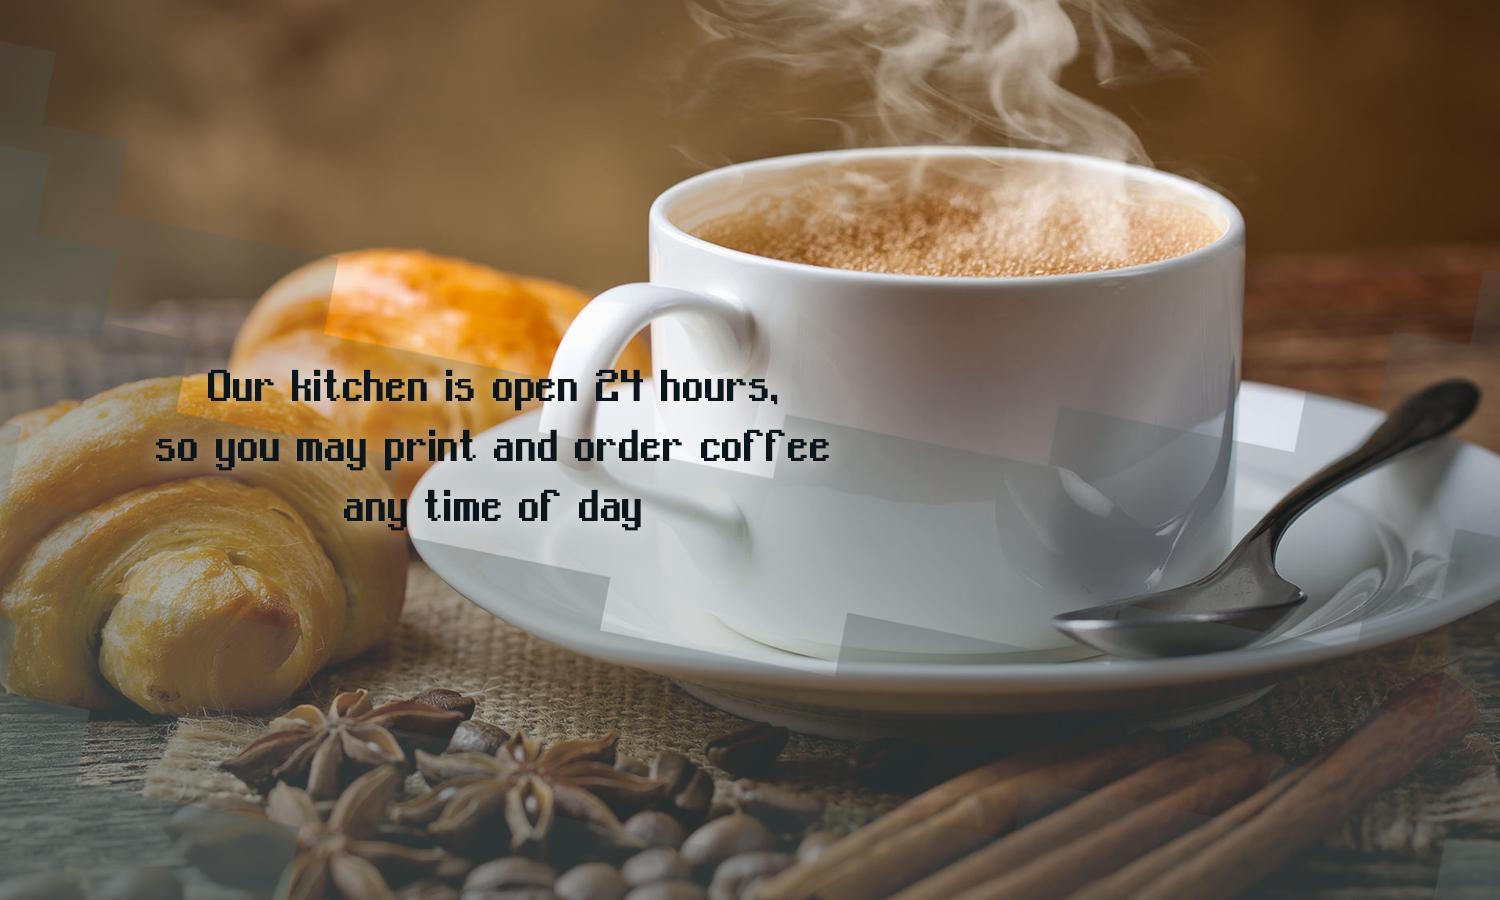 Our kitchen is open 24 hours,
so you may print and order coffee
any time of day